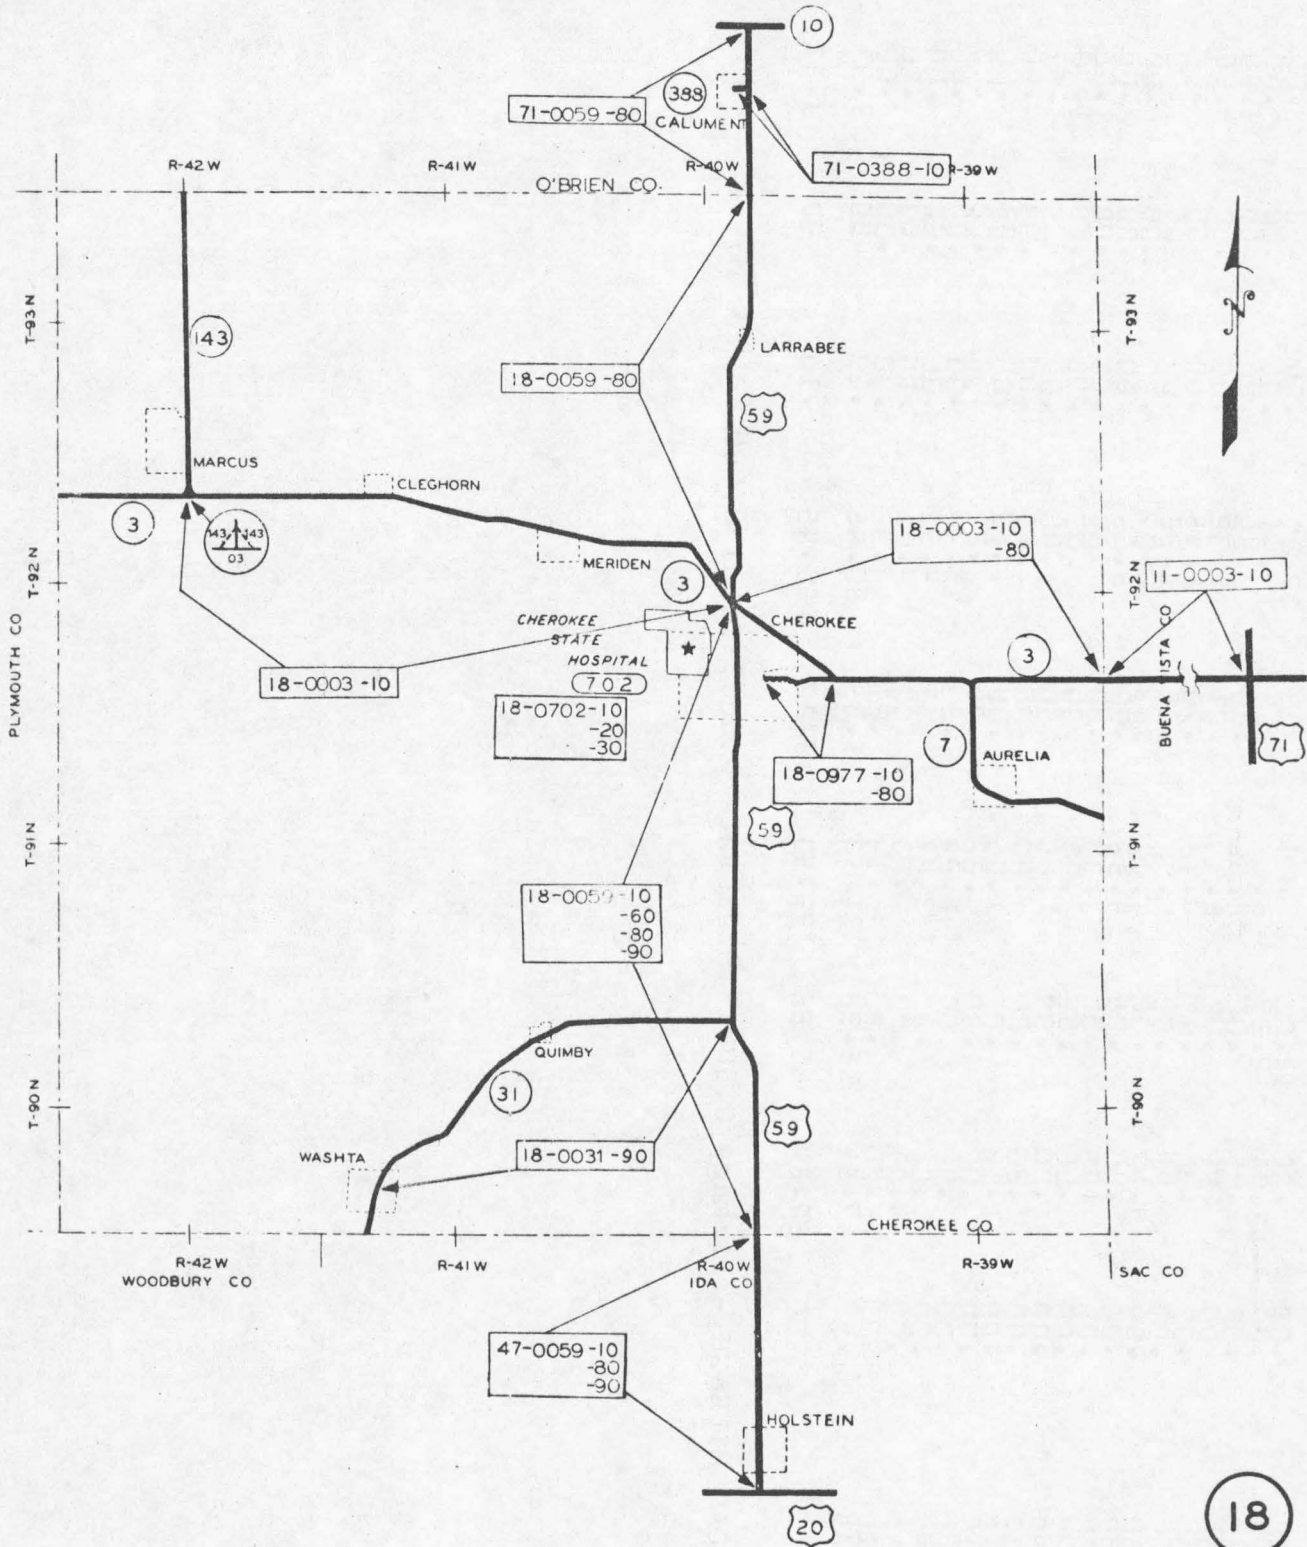 10
388
71-0059-80
CALUMENT
71-0388-10
R-42W
R-41W
R-40W
R-39W
O'BRIEN CO.
T-93N
T-93N
143
LARRABEE
18-0059-80
59
MARCUS
CLEGHORN
3
143 143
03
MERIDEN
3
18-0003-10
-80
11-0003-10
T-92N
T-92N
PLYMOUTH CO
CHEROKEE
STATE
HOSPITAL
702
CHEROKEE
3
BUENA VISTA CO
18-0003-10
18-0702-10
-20
-30
7
AURELIA
71
18-0977-10
-80
59
T-91N
T-91N
18-0059-10
-60
-80
-90
QUIMBY
31
T-90N
T-90N
59
WASHTA
18-0031-90
CHEROKEE CO
R-42W
R-41W
R-40W
R-39W
WOODBURY CO
IDA CO
SAC CO
47-0059-10
-80
-90
HOLSTEIN
20
18